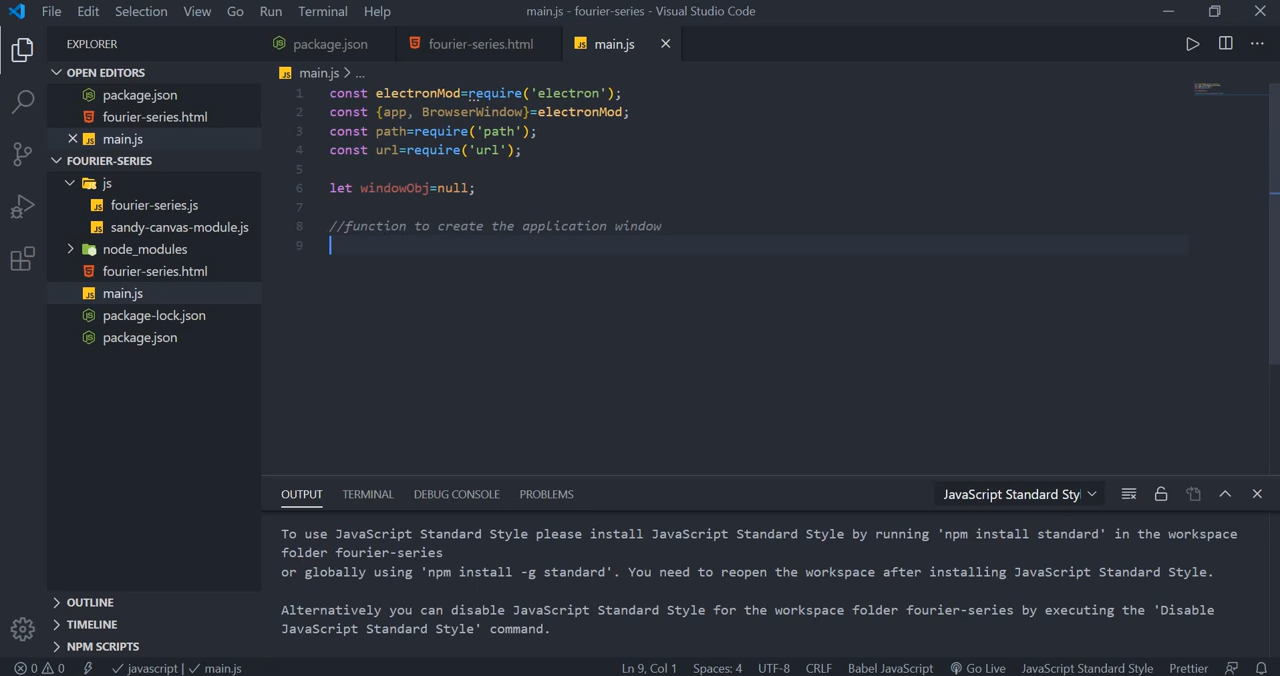 File Edit Selection View Go Run Terminal Help main.js - fourier-series - Visual Studio Code
EXPLORER
OPEN EDITORS
package.json
fourier-series.html
main.js
FOURIER-SERIES
js
fourier-series.js
sandy-canvas-module.js
node_modules
fourier-series.html
main.js
package-lock.json
package.json
OUTLINE
TIMELINE
NPM SCRIPTS
package.json fourier-series.html main.js
main.js > ...
1 const electronMod=require('electron');
2 const {app, BrowserWindow}=electronMod;
3 const path=require('path');
4 const url=require('url');
5
6 let windowObj=null;
7
8 //function to create the application window
9
OUTPUT TERMINAL DEBUG CONSOLE PROBLEMS JavaScript Standard Styl
To use JavaScript Standard Style please install JavaScript Standard Style by running 'npm install standard' in the workspace
folder fourier-series
or globally using 'npm install -g standard'. You need to reopen the workspace after installing JavaScript Standard Style.
Alternatively you can disable JavaScript Standard Style for the workspace folder fourier-series by executing the 'Disable
JavaScript Standard Style' command.
0 0 javascript | main.js Ln 9, Col 1 Spaces: 4 UTF-8 CRLF Babel JavaScript Go Live JavaScript Standard Style Prettier